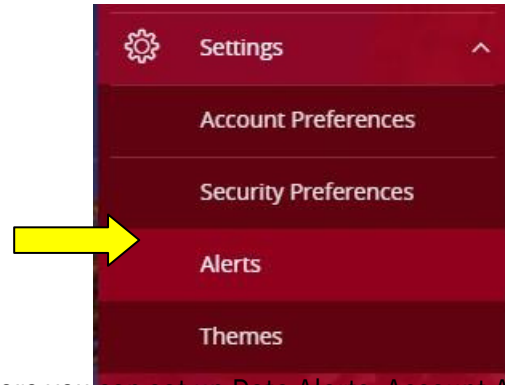 Settings
Account Preferences
Security Preferences
Alerts
Themes